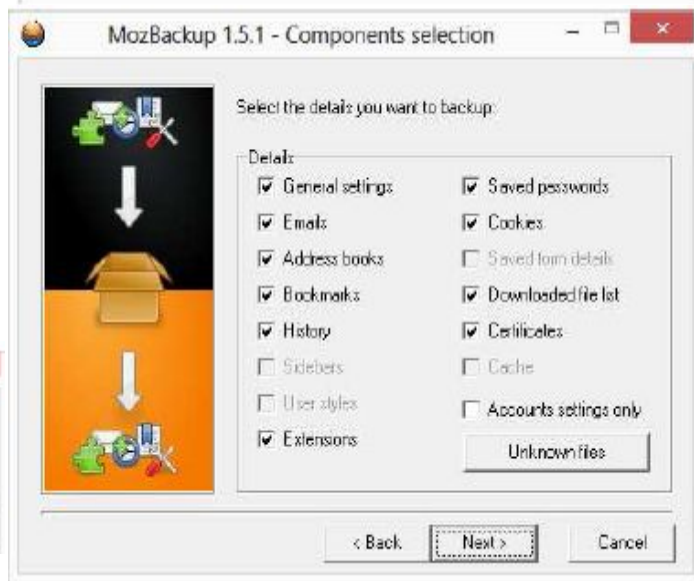 MozBackup 1.5.1 - Components selection
Select the details you want to backup:
Details
General settings
Saved passwords
Emails
Cookies
Address books
Saved form details
Bookmarks
Downloaded file list
History
Certificates
Sidebars
Cache
User styles
Accounts settings only
Extensions
Unknown files
< Back
Next >
Cancel